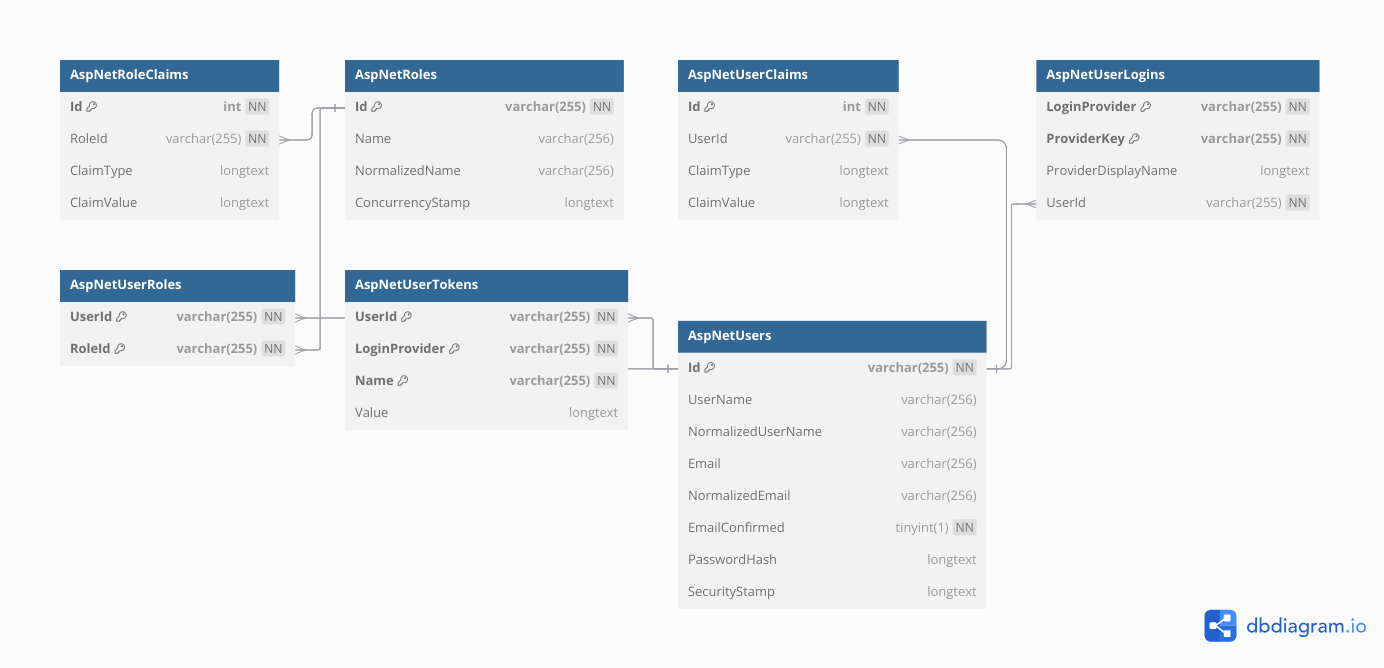 AspNetRoleClaims
Id int NN
RoleId varchar(255) NN
ClaimType longtext
ClaimValue longtext
AspNetRoles
Id varchar(255) NN
Name varchar(256)
NormalizedName varchar(256)
ConcurrencyStamp longtext
AspNetUserClaims
Id int NN
UserId varchar(255) NN
ClaimType longtext
ClaimValue longtext
AspNetUserLogins
LoginProvider varchar(255) NN
ProviderKey varchar(255) NN
ProviderDisplayName longtext
UserId varchar(255) NN
AspNetUserRoles
UserId varchar(255) NN
RoleId varchar(255) NN
AspNetUserTokens
UserId varchar(255) NN
LoginProvider varchar(255) NN
Name varchar(255) NN
Value longtext
AspNetUsers
Id varchar(255) NN
UserName varchar(256)
NormalizedUserName varchar(256)
Email varchar(256)
NormalizedEmail varchar(256)
EmailConfirmed tinyint(1) NN
PasswordHash longtext
SecurityStamp longtext
dbdiagram.io